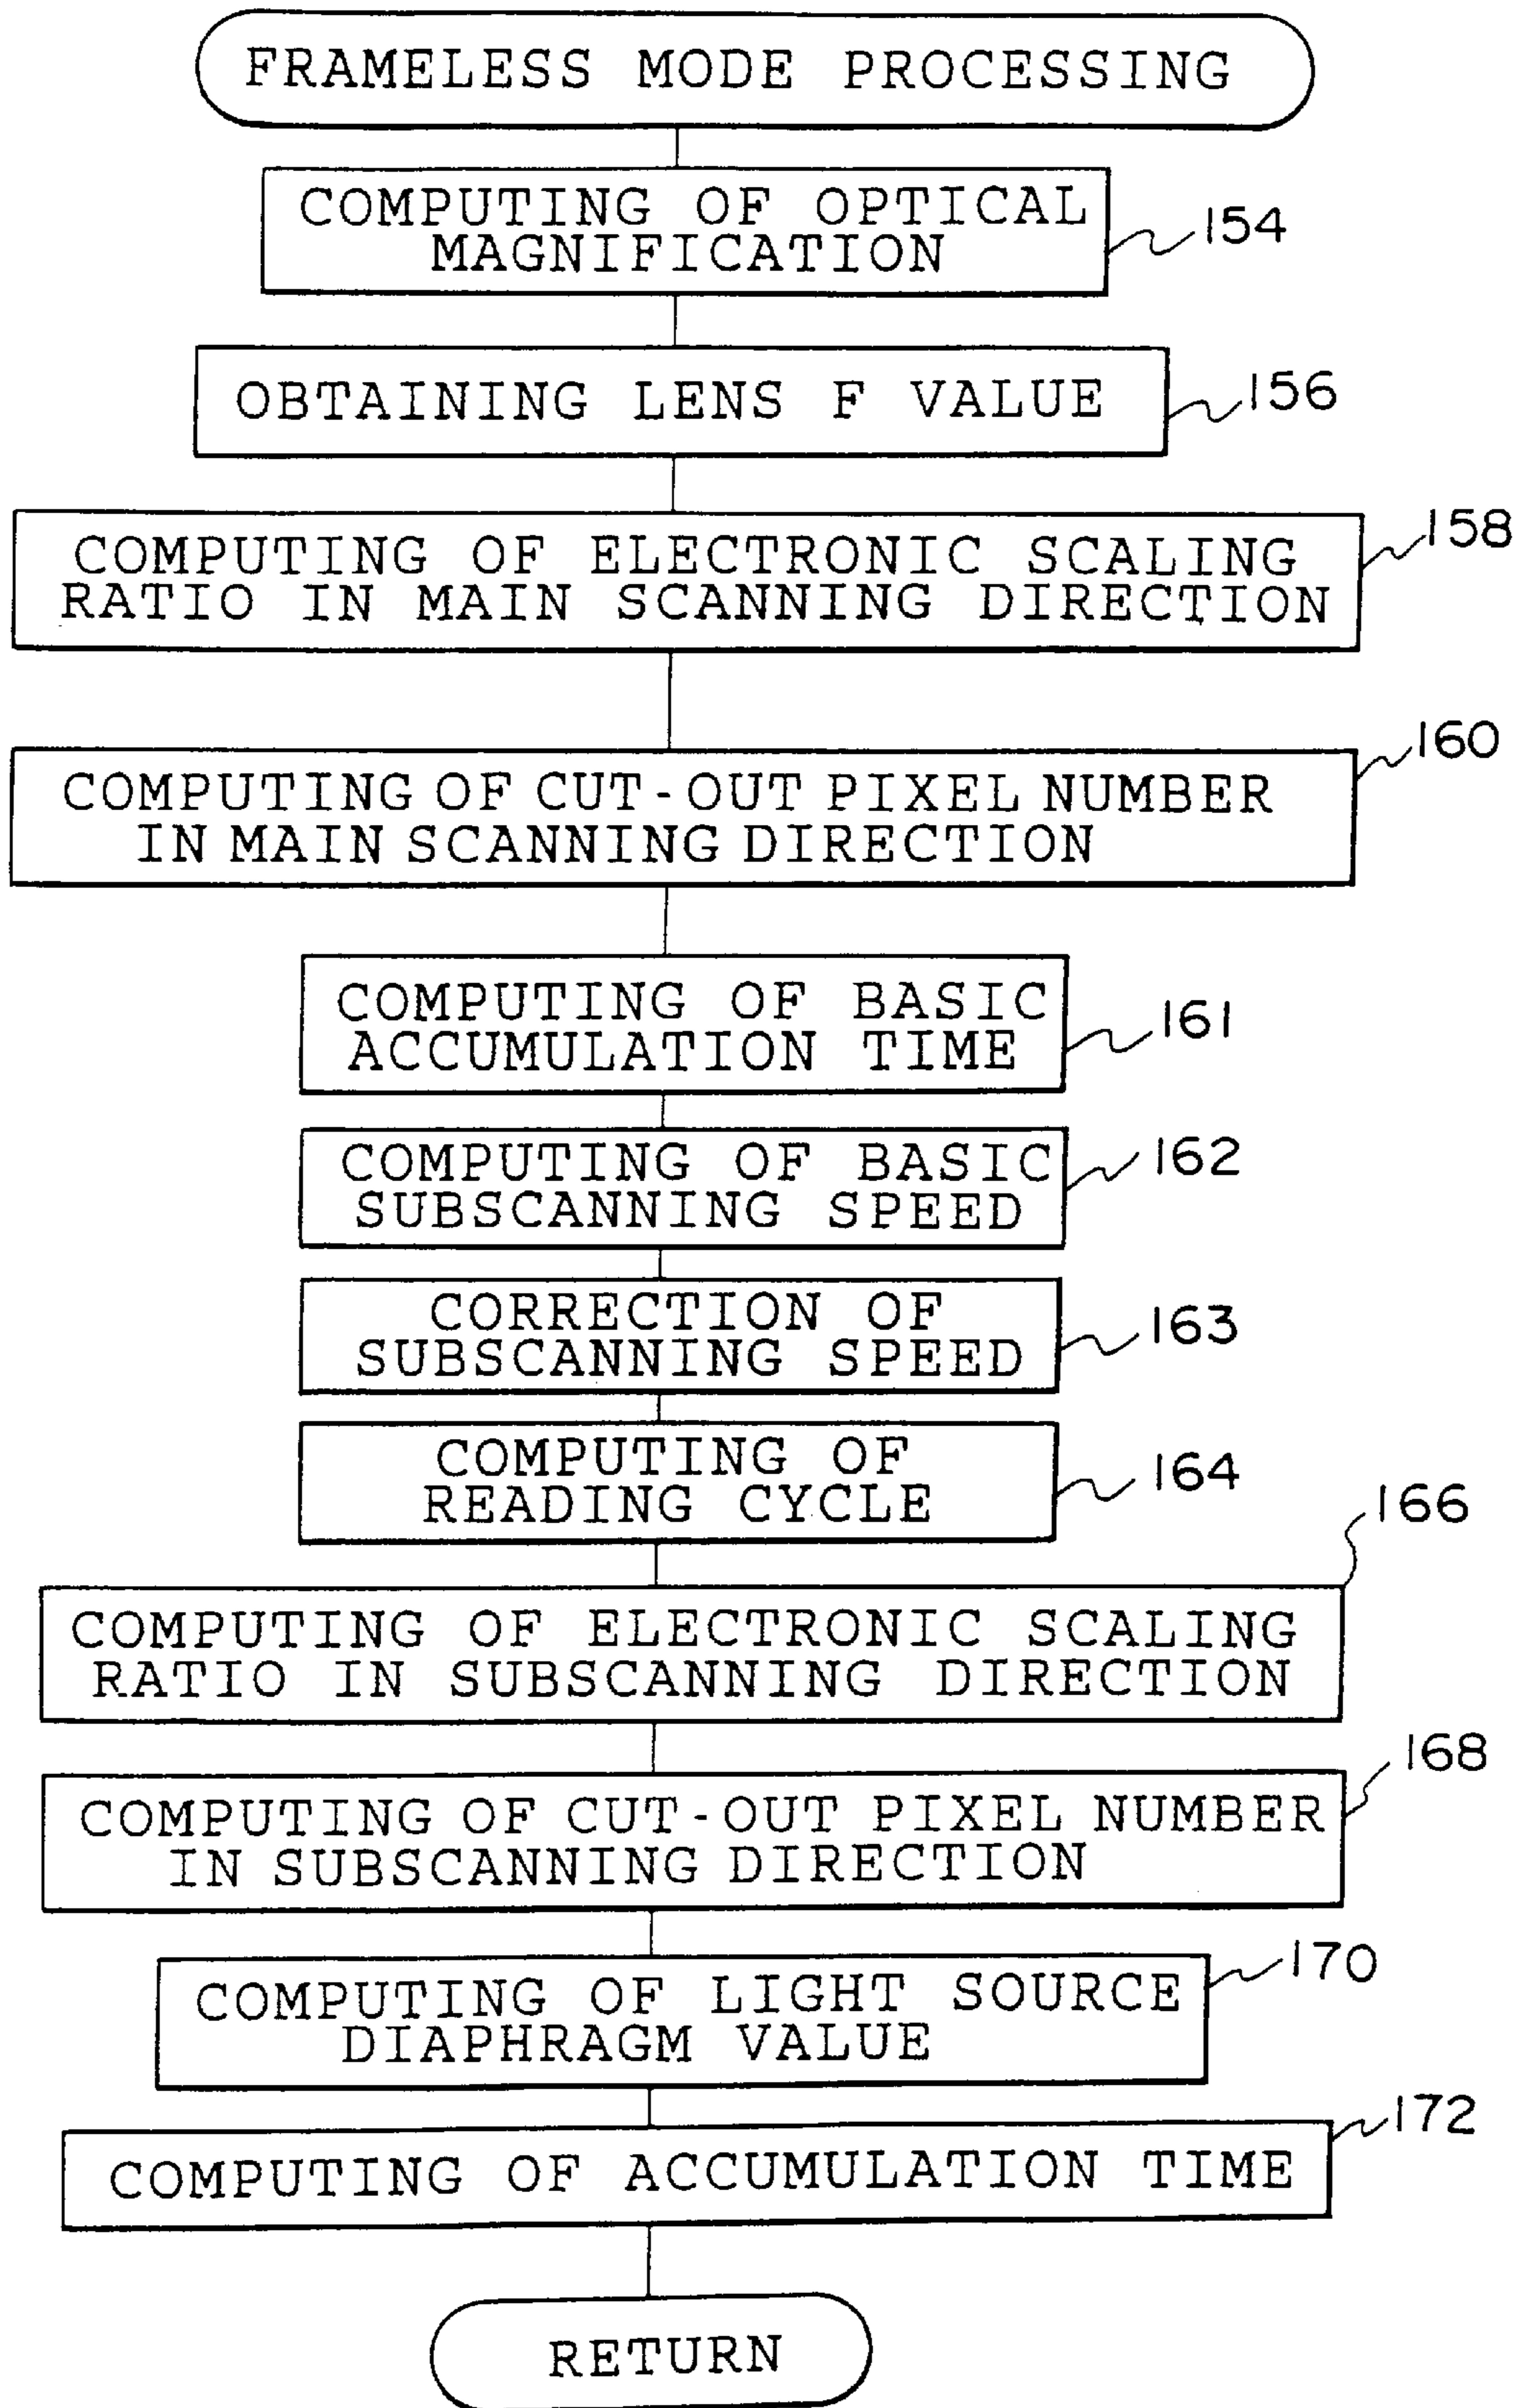 FRAMELESS MODE PROCESSING
COMPUTING OF OPTICAL
MAGNIFICATION
154
OBTAINING LENS F VALUE
156
COMPUTING OF ELECTRONIC SCALING
RATIO IN MAIN SCANNING DIRECTION
158
COMPUTING OF CUT-OUT PIXEL NUMBER
IN MAIN SCANNING DIRECTION
160
COMPUTING OF BASIC
ACCUMULATION TIME
161
COMPUTING OF BASIC
SUBSCANNING SPEED
162
CORRECTION OF
SUBSCANNING SPEED
163
COMPUTING OF
READING CYCLE
164
COMPUTING OF ELECTRONIC SCALING
RATIO IN SUBSCANNING DIRECTION
166
COMPUTING OF CUT-OUT PIXEL NUMBER
IN SUBSCANNING DIRECTION
168
COMPUTING OF LIGHT SOURCE
DIAPHRAGM VALUE
170
COMPUTING OF ACCUMULATION TIME
172
RETURN